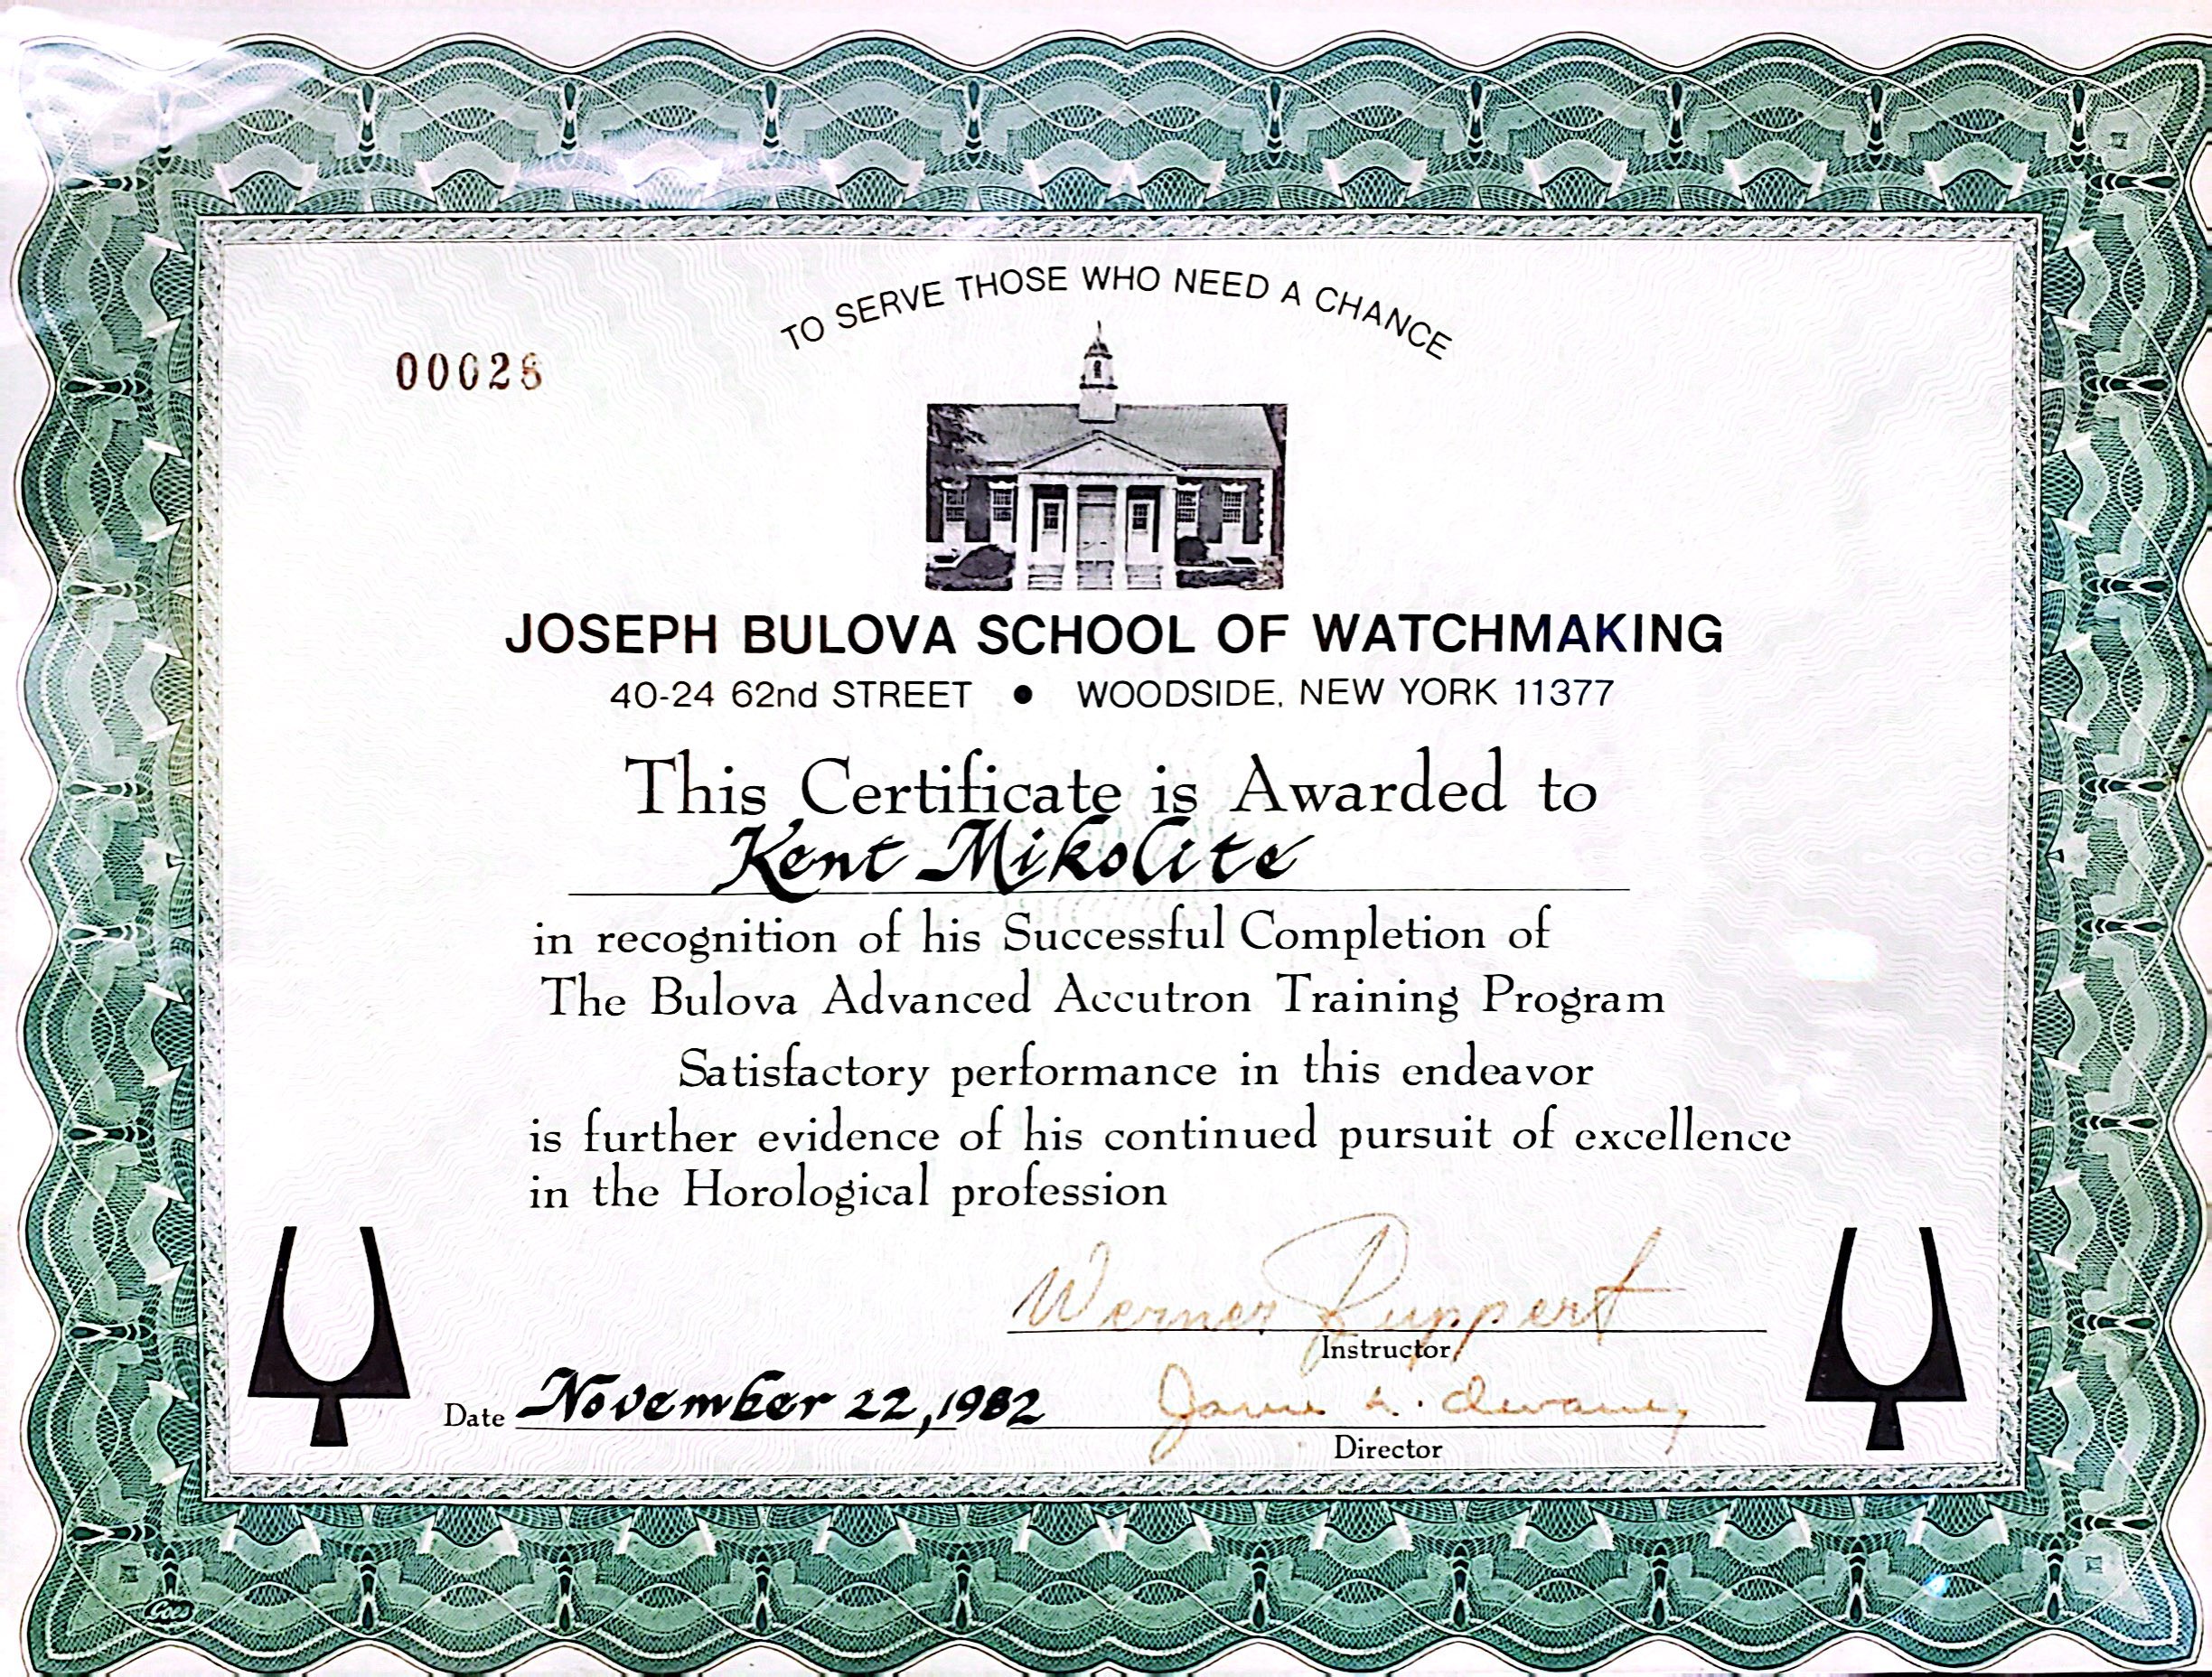 TO SERVE THOSE WHO NEED A CHANCE
00028
JOSEPH BULOVA SCHOOL OF WATCHMAKING
40-24 62nd STREET ● WOODSIDE, NEW YORK 11377
This Certificate is Awarded to
Kent Mikolite
in recognition of his Successful Completion of
The Bulova Advanced Accutron Training Program
Satisfactory performance in this endeavor
is further evidence of his continued pursuit of excellence
in the Horological profession
Werner Ruppert
Instructor
Date November 22, 1982
Director
Goes